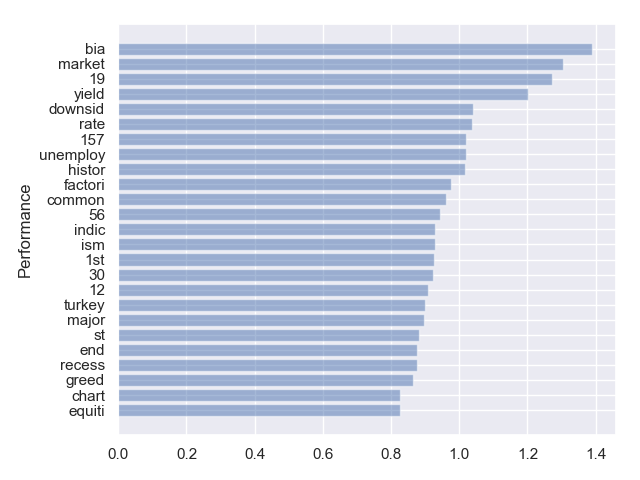 bia
market
19
yield
downsid
rate
157
unemploy
histor
factori
common
56
indic
ism
1st
30
12
turkey
major
st
end
recess
greed
chart
equiti
Performance
0.0 0.2 0.4 0.6 0.8 1.0 1.2 1.4